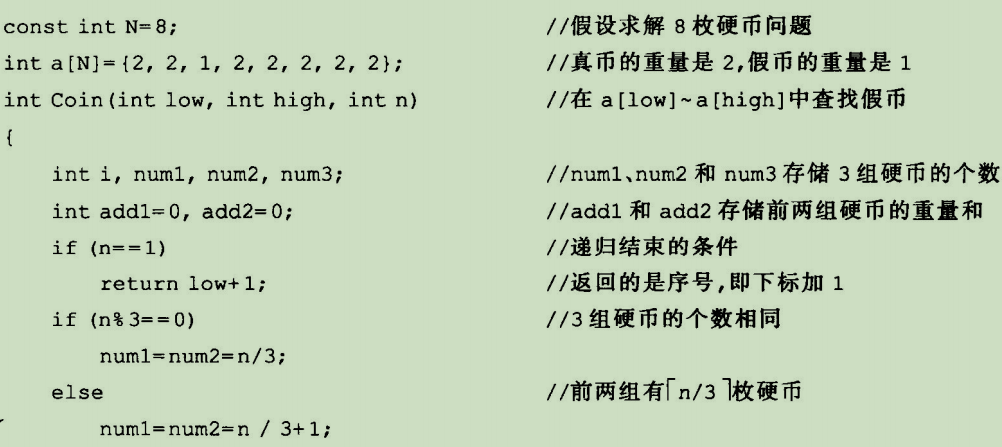 const int N=8; //假设求解 8 枚硬币问题
int a[N]={2, 2, 1, 2, 2, 2, 2, 2}; //真币的重量是 2,假币的重量是 1
int Coin(int low, int high, int n) //在 a[low]~a[high]中查找假币
{
int i, num1, num2, num3; //num1、num2 和 num3 存储 3 组硬币的个数
int add1=0, add2=0; //add1 和 add2 存储前两组硬币的重量和
if (n==1) //递归结束的条件
return low+1; //返回的是序号,即下标加 1
if (n%3==0) //3 组硬币的个数相同
num1=num2=n/3;
else //前两组有⌈n/3⌉枚硬币
num1=num2=n / 3+1;